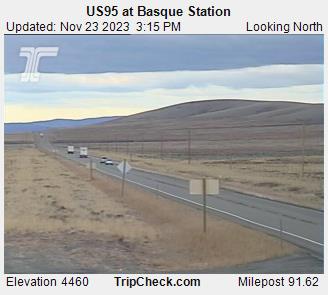 US95 at Basque Station
Updated: Nov 23 2023 3:15 PM Looking North
Elevation 4460 TripCheck.com Milepost 91.62